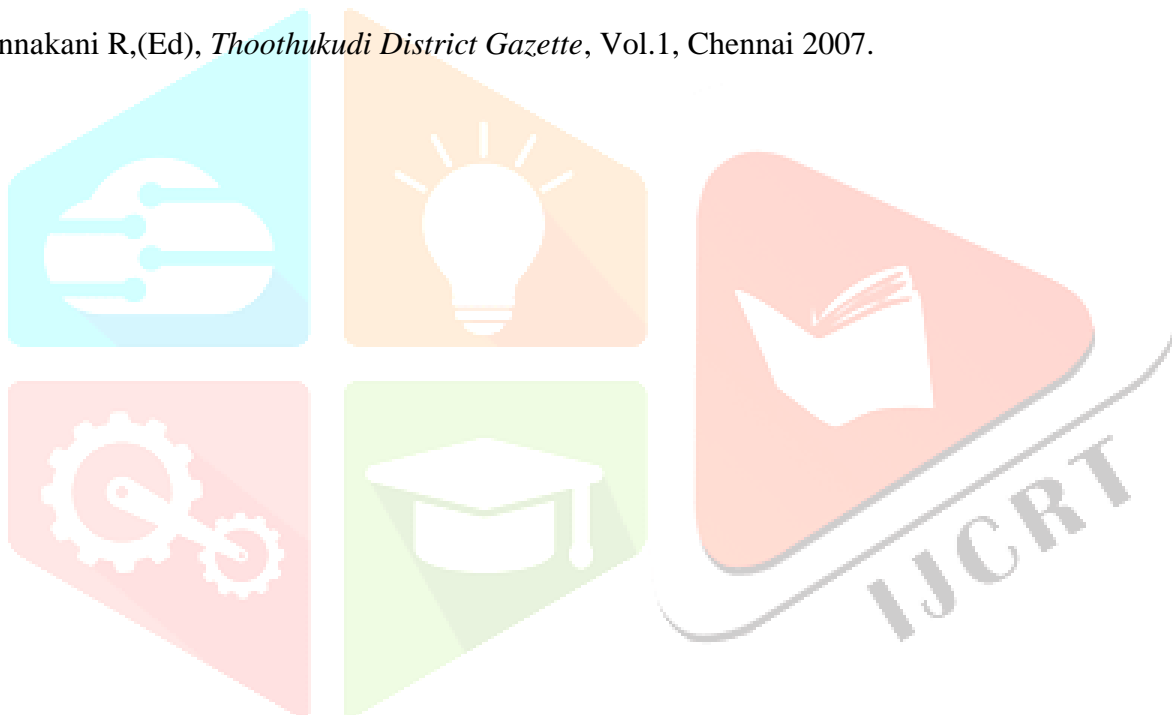 nnakani R,(Ed), Thoothukudi District Gazette, Vol.1, Chennai 2007.
IJCRT